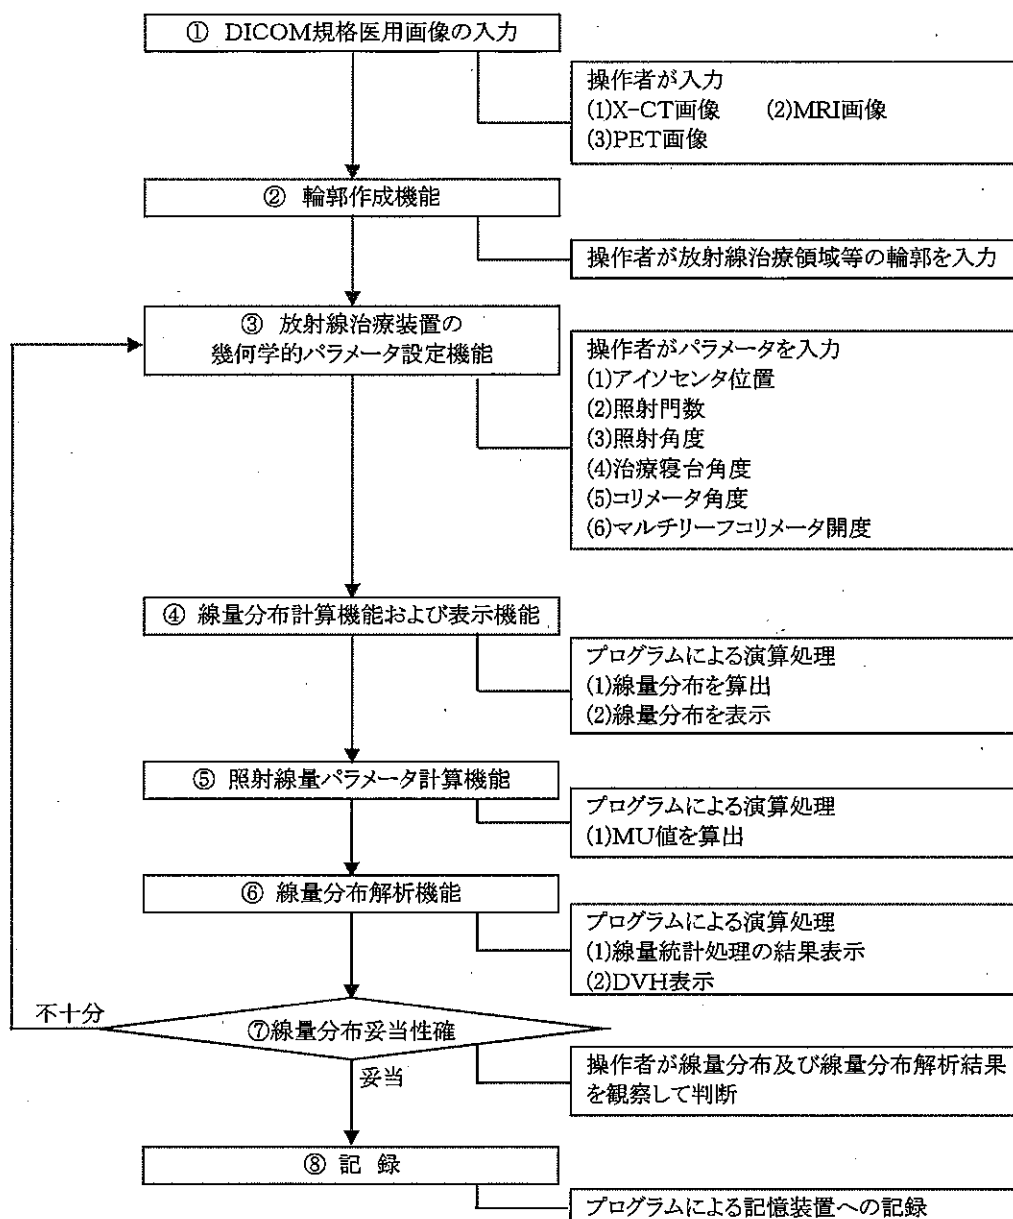 ① DICOM規格医用画像の入力
操作者が入力
(1)X-CT画像 (2)MRI画像
(3)PET画像
② 輪郭作成機能
操作者が放射線治療領域等の輪郭を入力
③ 放射線治療装置の
幾何学的パラメータ設定機能
操作者がパラメータを入力
(1)アイソセンタ位置
(2)照射門数
(3)照射角度
(4)治療寝台角度
(5)コリメータ角度
(6)マルチリーフコリメータ開度
④ 線量分布計算機能および表示機能
プログラムによる演算処理
(1)線量分布を算出
(2)線量分布を表示
⑤ 照射線量パラメータ計算機能
プログラムによる演算処理
(1)MU値を算出
⑥ 線量分布解析機能
プログラムによる演算処理
(1)線量統計処理の結果表示
(2)DVH表示
不十分
⑦線量分布妥当性確
妥当
操作者が線量分布及び線量分布解析結果
を観察して判断
⑧ 記 録
プログラムによる記憶装置への記録